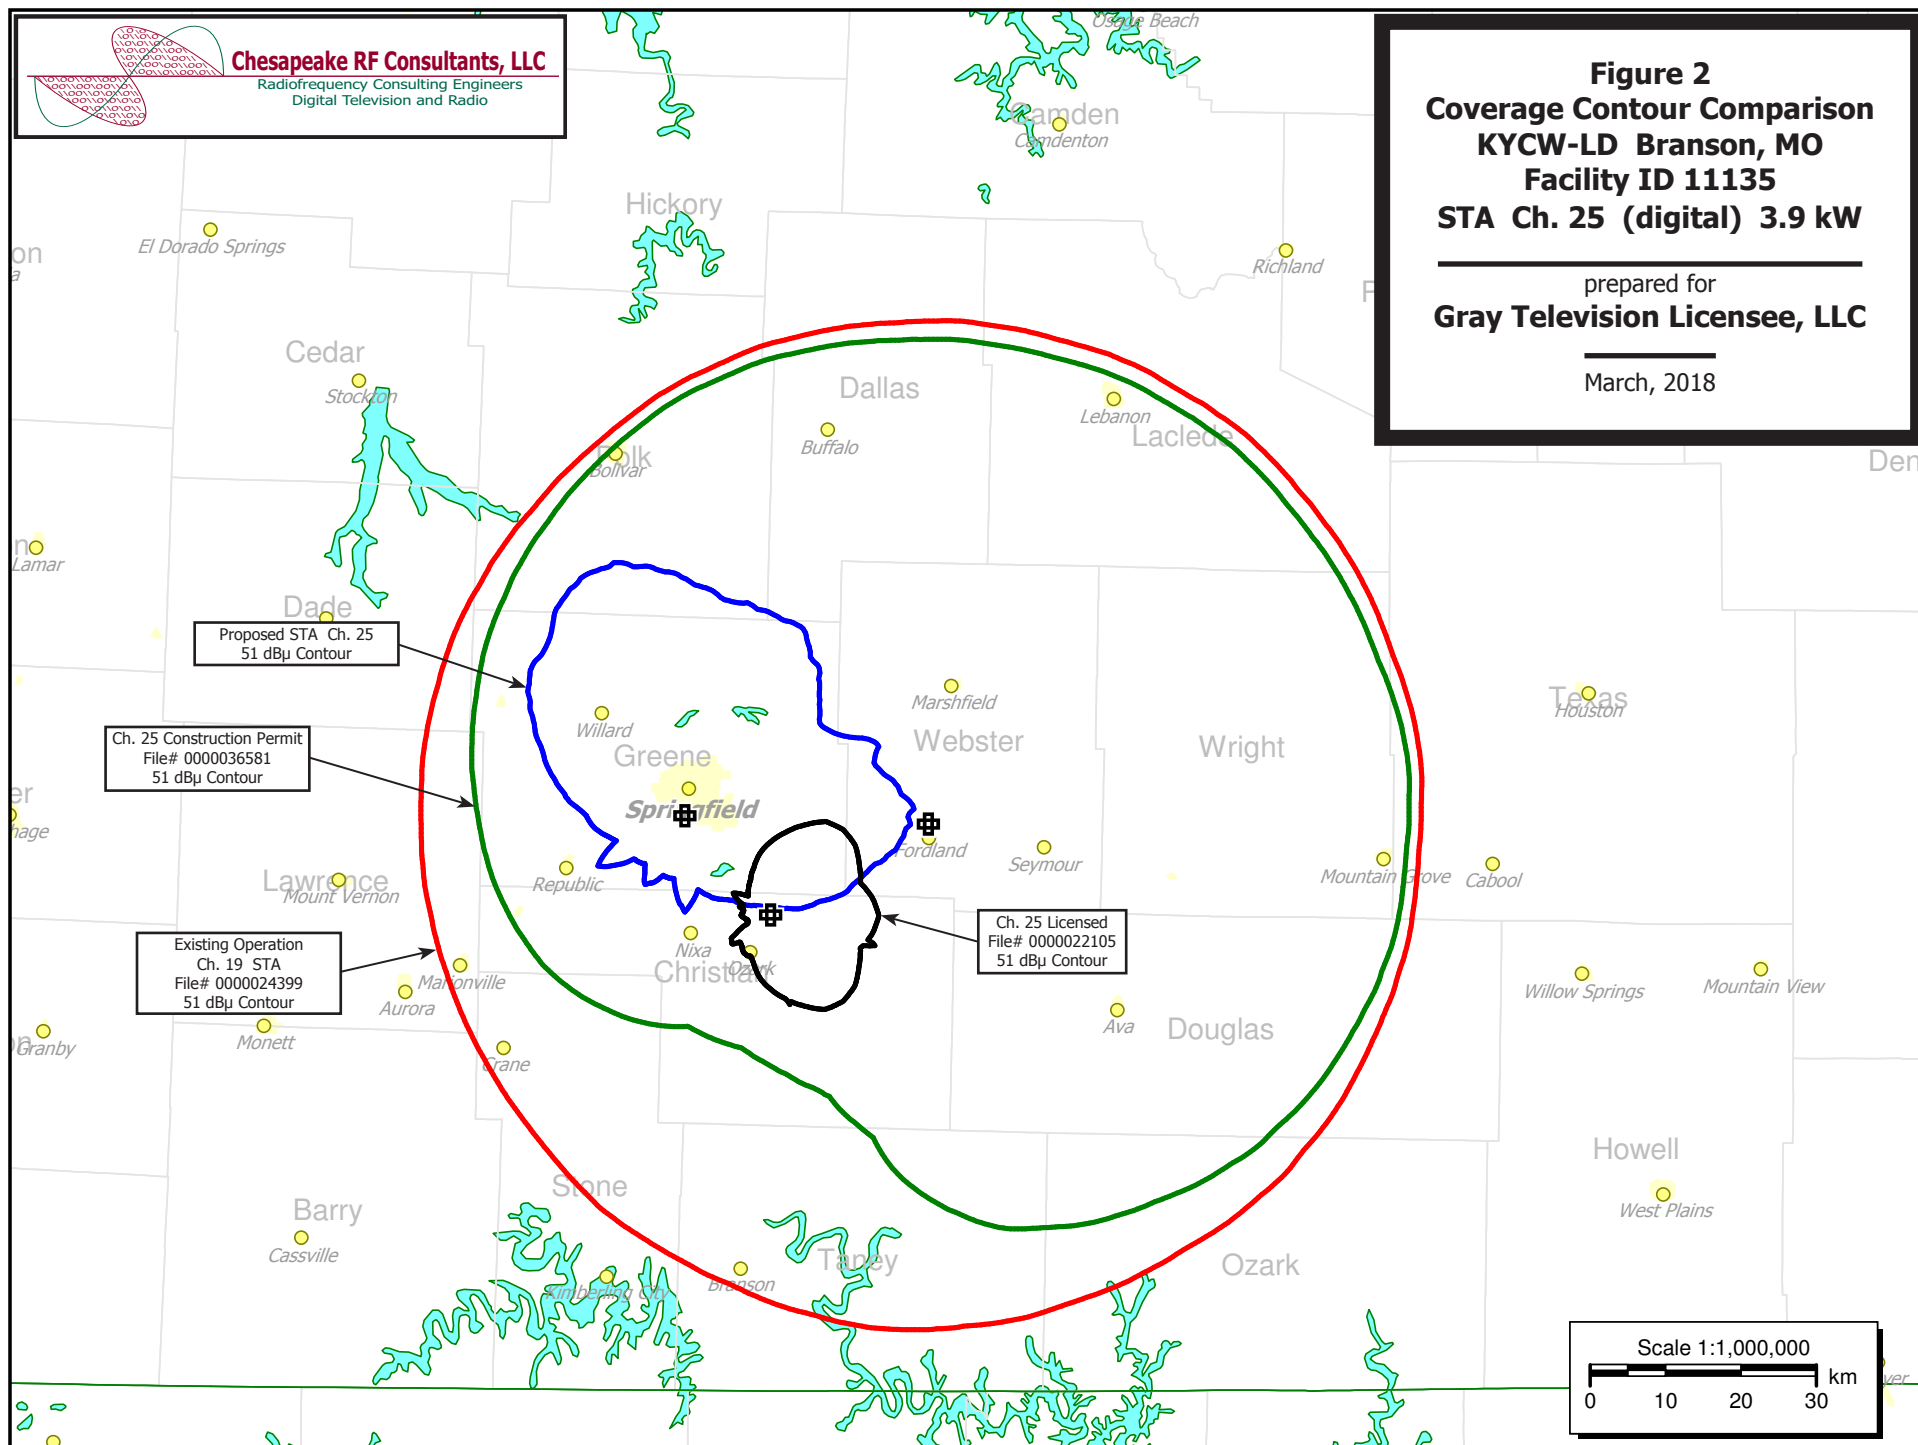 Chesapeake RF Consultants, LLC
Radiofrequency Consulting Engineers
Digital Television and Radio
Figure 2
Coverage Contour Comparison
KYCW-LD Branson, MO
Facility ID 11135
STA Ch. 25 (digital) 3.9 kW
prepared for
Gray Television Licensee, LLC
March, 2018
Osage Beach
Camden
Camdenton
Hickory
El Dorado Springs
Richland
Cedar
Stockton
Dallas
Buffalo
Lebanon
Laclede
Polk
Bolivar
Den
Lamar
Dade
Proposed STA Ch. 25
51 dBµ Contour
Willard
Greene
Springfield
Marshfield
Webster
Wright
Texas
Houston
Ch. 25 Construction Permit
File# 0000036581
51 dBµ Contour
Fordland
Seymour
Mountain Grove
Cabool
Republic
Lawrence
Mount Vernon
Existing Operation
Ch. 19 STA
File# 0000024399
51 dBµ Contour
Ch. 25 Licensed
File# 0000022105
51 dBµ Contour
Nixa
Ozark
Christian
Marionville
Aurora
Willow Springs
Mountain View
Granby
Monett
Crane
Ava
Douglas
Howell
West Plains
Stone
Barry
Cassville
Kimberling City
Branson
Taney
Ozark
Scale 1:1,000,000
km
0 10 20 30